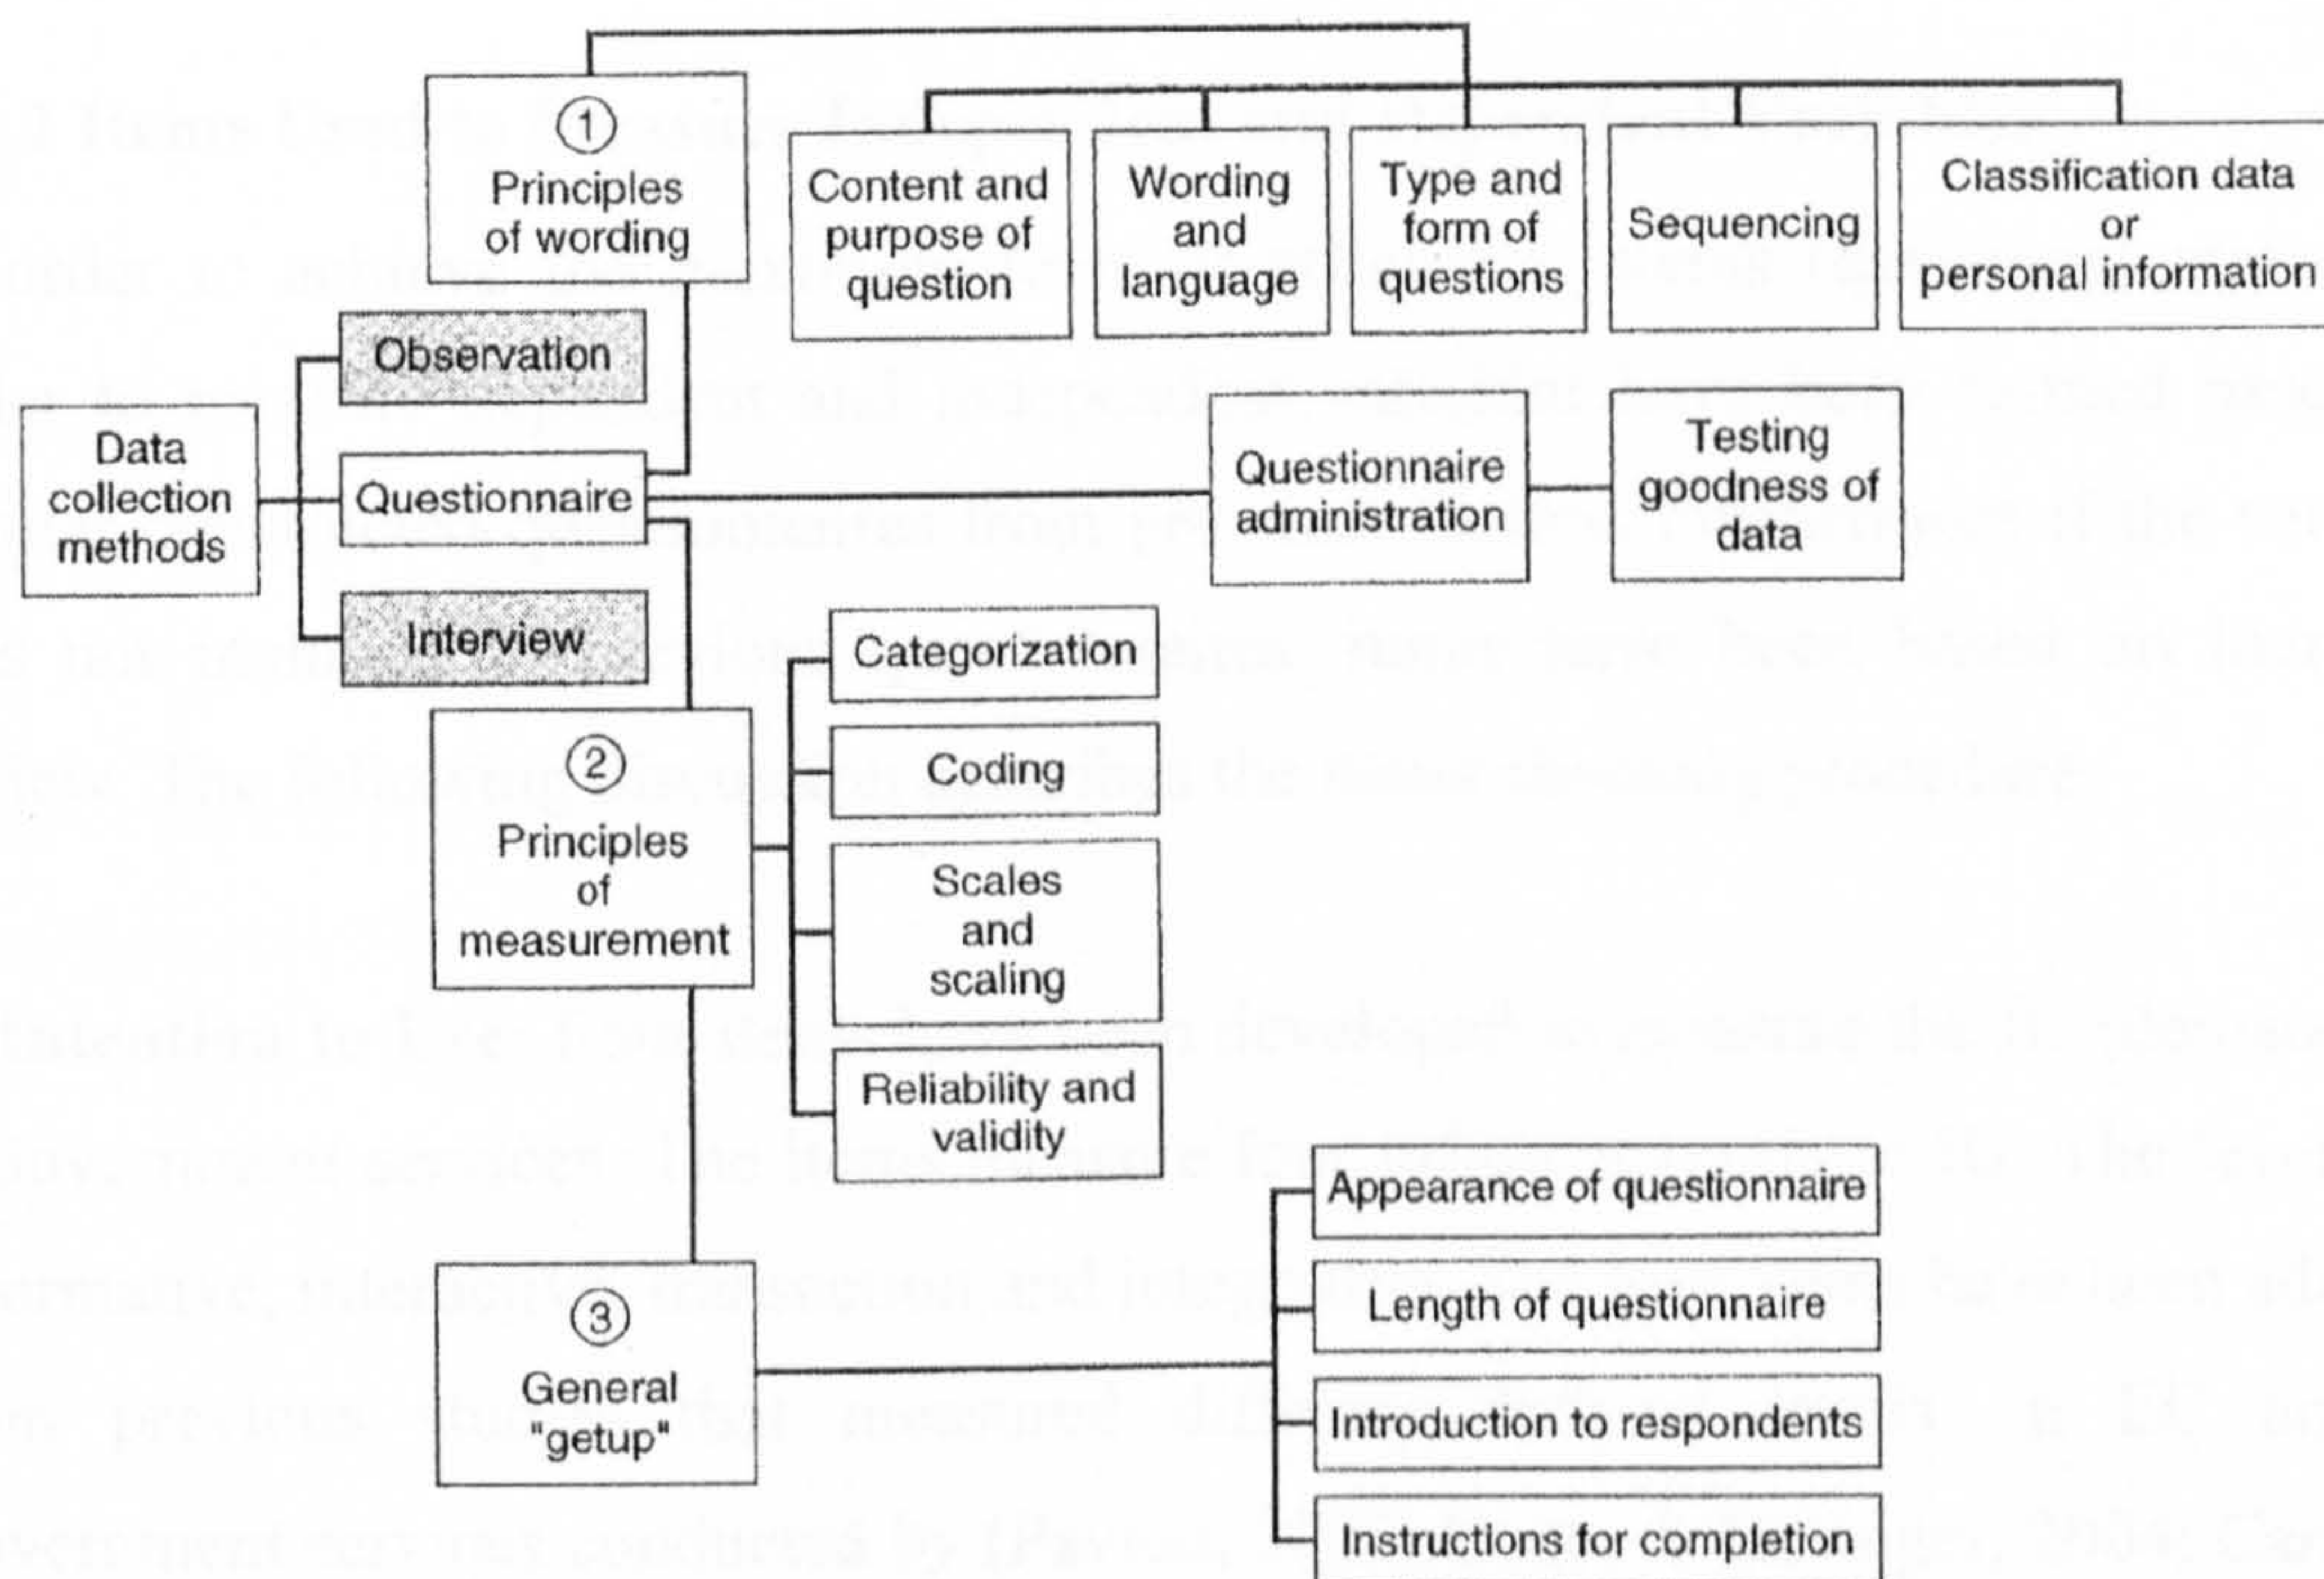 1
Principles
of wording
Content and
purpose of
question
Wording
and
language
Type and
form of
questions
Sequencing
Classification data
or
personal information
Observation
Data
collection
methods
Questionnaire
Interview
Questionnaire
administration
Testing
goodness of
data
2
Principles
of
measurement
Categorization
Coding
Scales
and
scaling
Reliability and
validity
3
General
"getup"
Appearance of questionnaire
Length of questionnaire
Introduction to respondents
Instructions for completion